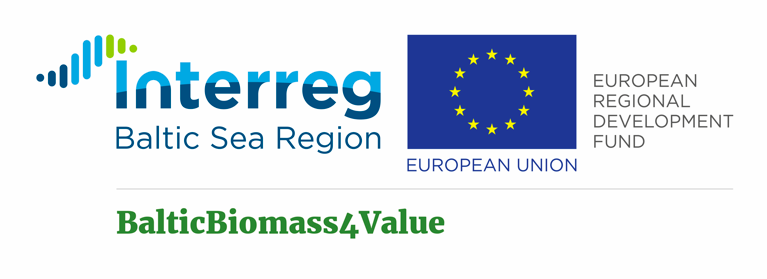 Interreg
Baltic Sea Region
EUROPEAN UNION
EUROPEAN
REGIONAL
DEVELOPMENT
FUND
BalticBiomass4Value